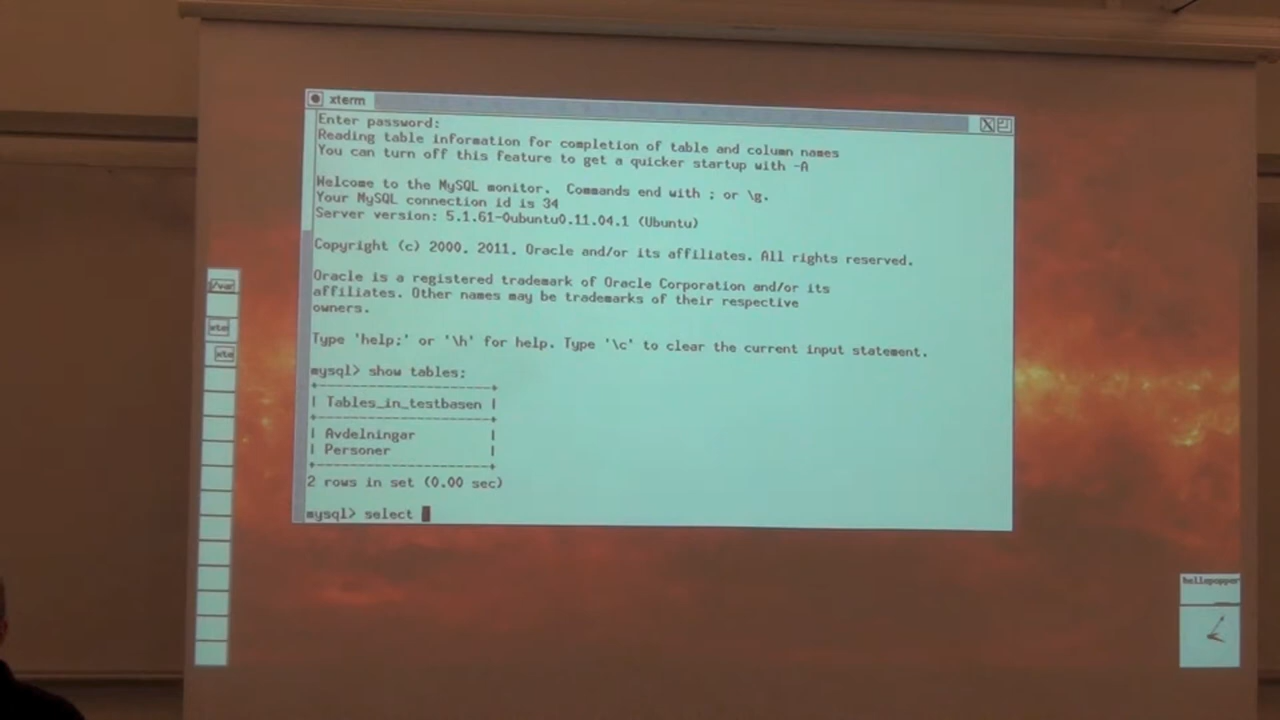 xterm
Enter password:
Reading table information for completion of table and column names
You can turn off this feature to get a quicker startup with -A
Welcome to the MySQL monitor.  Commands end with ; or \g.
Your MySQL connection id is 34
Server version: 5.1.61-0ubuntu0.11.04.1 (Ubuntu)
Copyright (c) 2000, 2011, Oracle and/or its affiliates. All rights reserved.
Oracle is a registered trademark of Oracle Corporation and/or its
affiliates. Other names may be trademarks of their respective
owners.
Type 'help;' or '\h' for help. Type '\c' to clear the current input statement.
mysql> show tables;
+---------------------+
| Tables_in_testbasen |
+---------------------+
| Avdelningar         |
| Personer            |
+---------------------+
2 rows in set (0.00 sec)
mysql> select
/var
xte
xte